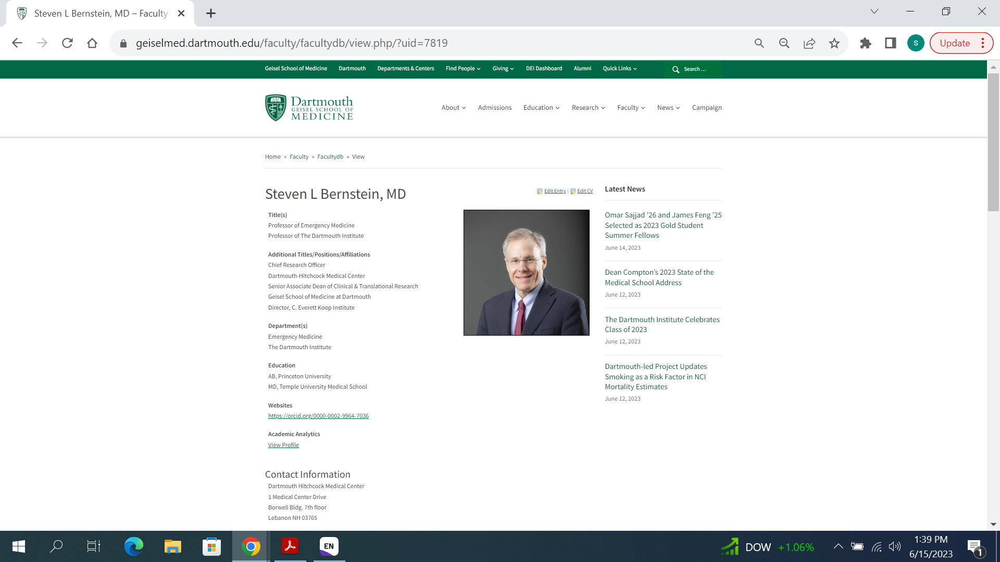 Steven L Bernstein, MD – Faculty
geiselmed.dartmouth.edu/faculty/facultydb/view.php/?uid=7819
S
Update
Geisel School of Medicine Dartmouth Departments & Centers Find People Giving DEI Dashboard Alumni Quick Links Search …
Dartmouth
GEISEL SCHOOL OF
MEDICINE
About Admissions Education Research Faculty News Campaign
Home » Faculty » Facultydb » View
Steven L Bernstein, MD
Edit Entry | Edit CV
Title(s)
Professor of Emergency Medicine
Professor of The Dartmouth Institute
Additional Titles/Positions/Affiliations
Chief Research Officer
Dartmouth-Hitchcock Medical Center
Senior Associate Dean of Clinical & Translational Research
Geisel School of Medicine at Dartmouth
Director, C. Everett Koop Institute
Department(s)
Emergency Medicine
The Dartmouth Institute
Education
AB, Princeton University
MD, Temple University Medical School
Websites
https://orcid.org/0000-0002-9964-7036
Academic Analytics
View Profile
Contact Information
Dartmouth Hitchcock Medical Center
1 Medical Center Drive
Borwell Bldg. 7th floor
Lebanon NH 03765
Latest News
Omar Sajjad ’26 and James Feng ’25
Selected as 2023 Gold Student
Summer Fellows
June 14, 2023
Dean Compton’s 2023 State of the
Medical School Address
June 12, 2023
The Dartmouth Institute Celebrates
Class of 2023
June 12, 2023
Dartmouth-led Project Updates
Smoking as a Risk Factor in NCI
Mortality Estimates
June 12, 2023
EN
DOW +1.06%
1:39 PM
6/15/2023
1